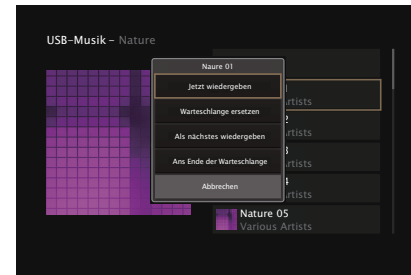 USB-Musik – Nature
Naure 01
Jetzt wiedergeben
Warteschlange ersetzen
Als nächstes wiedergeben
Ans Ende der Warteschlange
Abbrechen
Nature 05
Various Artists